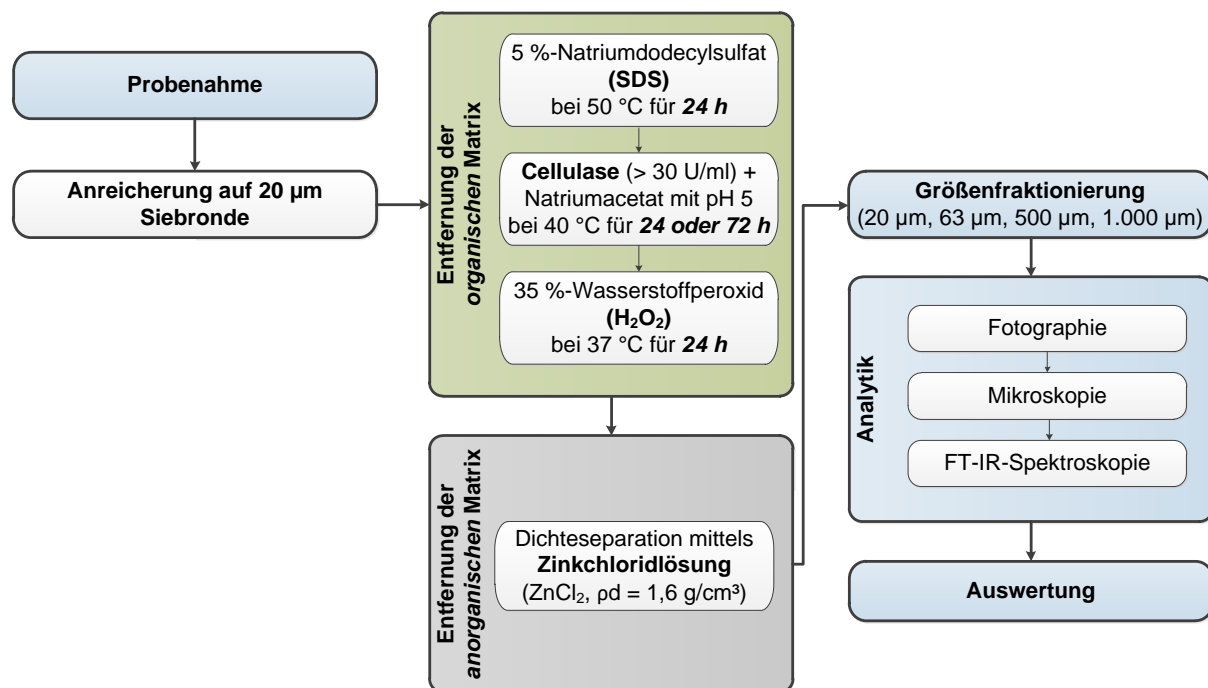 Probenahme
Anreicherung auf 20 µm
Siebronde
Entfernung der
organischen Matrix
5 %-Natriumdodecylsulfat
(SDS)
bei 50 °C für 24 h
Cellulase (> 30 U/ml) +
Natriumacetat mit pH 5
bei 40 °C für 24 oder 72 h
35 %-Wasserstoffperoxid
(H₂O₂)
bei 37 °C für 24 h
Entfernung der
anorganischen Matrix
Dichteseparation mittels
Zinkchloridlösung
(ZnCl₂, ρd = 1,6 g/cm³)
Größenfraktionierung
(20 µm, 63 µm, 500 µm, 1.000 µm)
Analytik
Fotographie
Mikroskopie
FT-IR-Spektroskopie
Auswertung